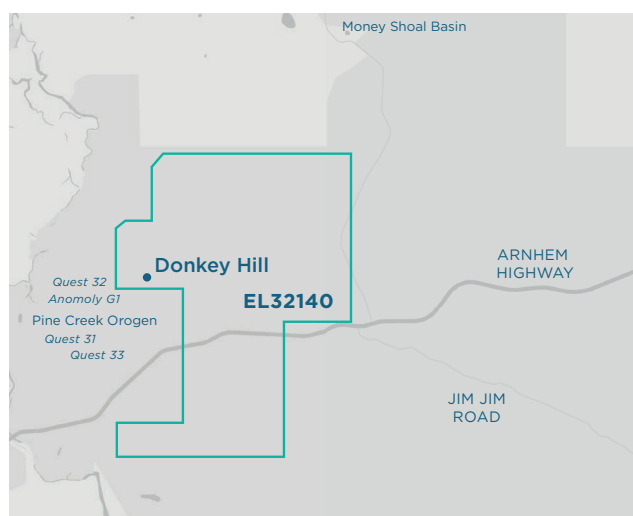 Money Shoal Basin
Donkey Hill
ARNHEM
HIGHWAY
Quest 32
Anomoly G1
EL32140
Pine Creek Orogen
Quest 31
Quest 33
JIM JIM
ROAD